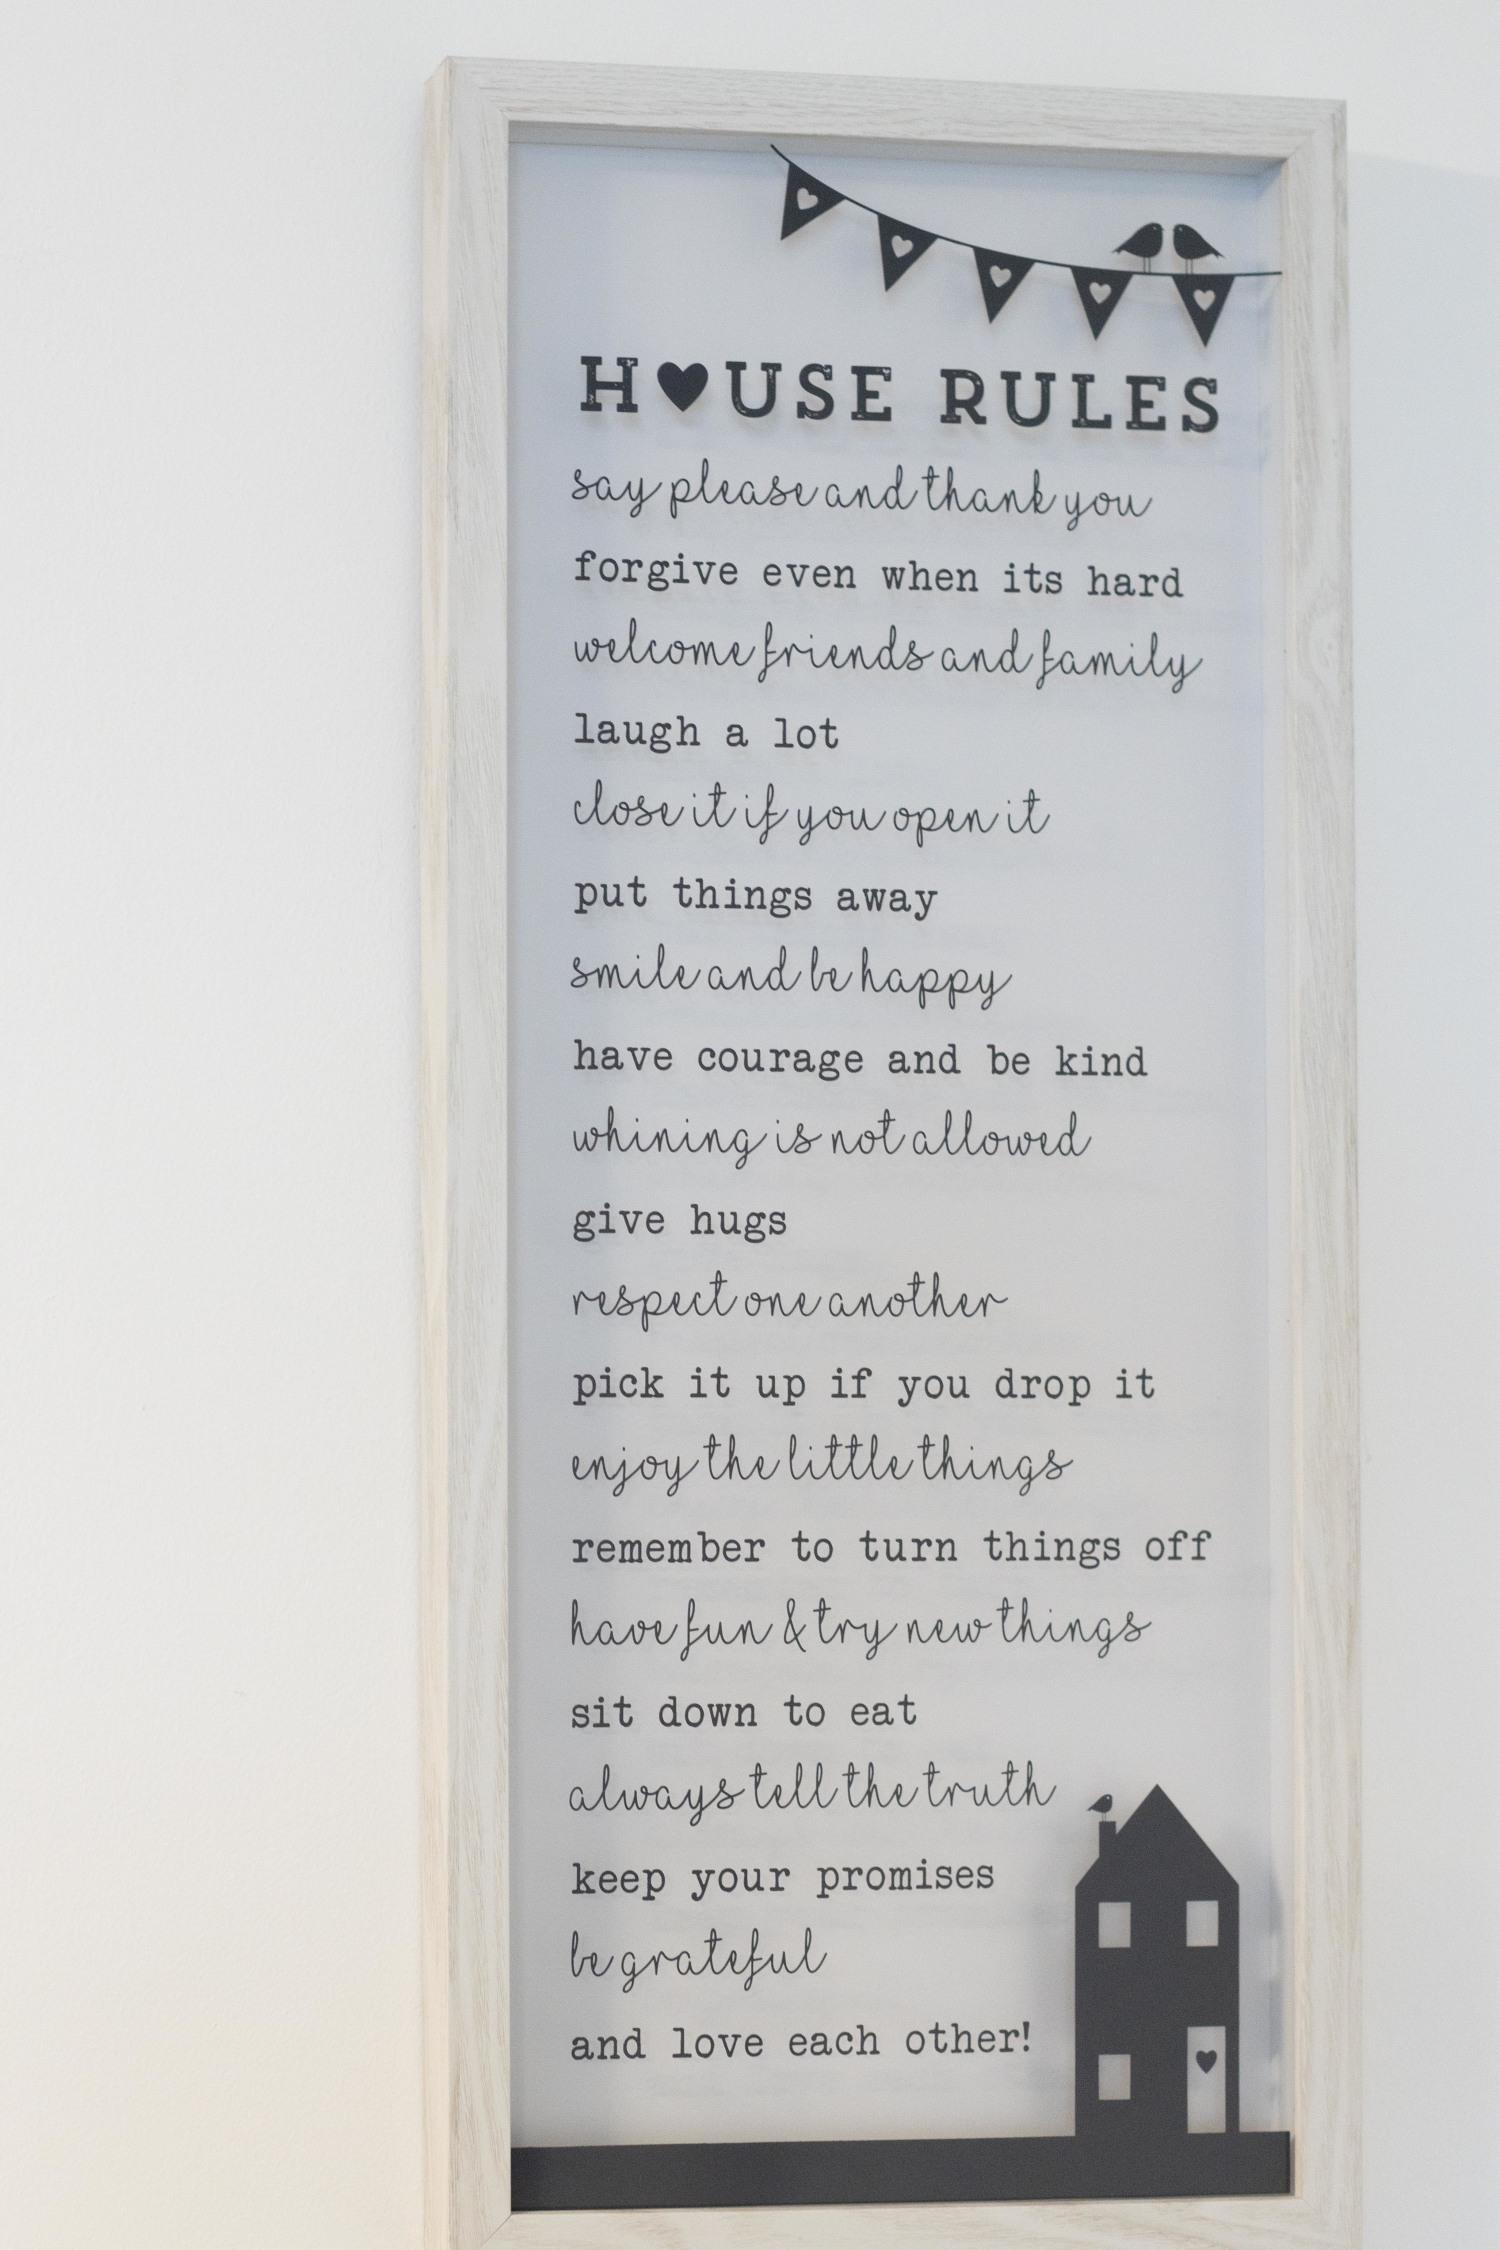 H♥USE RULES
say please and thank you
forgive even when its hard
welcome friends and family
laugh a lot
close it if you open it
put things away
smile and be happy
have courage and be kind
whining is not allowed
give hugs
respect one another
pick it up if you drop it
enjoy the little things
remember to turn things off
have fun & try new things
sit down to eat
always tell the truth
keep your promises
be grateful
and love each other!